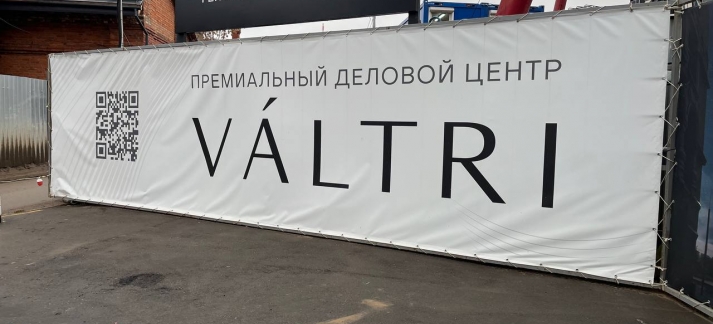 ПРЕМИАЛЬНЫЙ ДЕЛОВОЙ ЦЕНТР
VÁLTRI